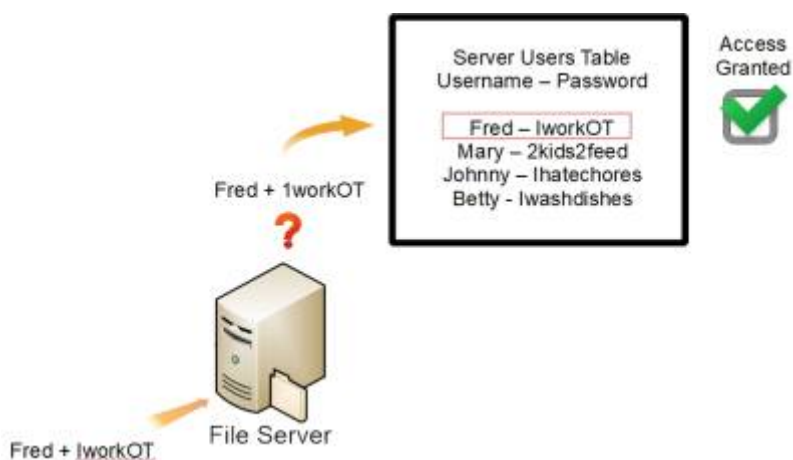 Server Users Table
Username – Password
Fred – IworkOT
Mary – 2kids2feed
Johnny – Ihatechores
Betty - Iwashdishes
Access
Granted
Fred + 1workOT
?
File Server
Fred + IworkOT